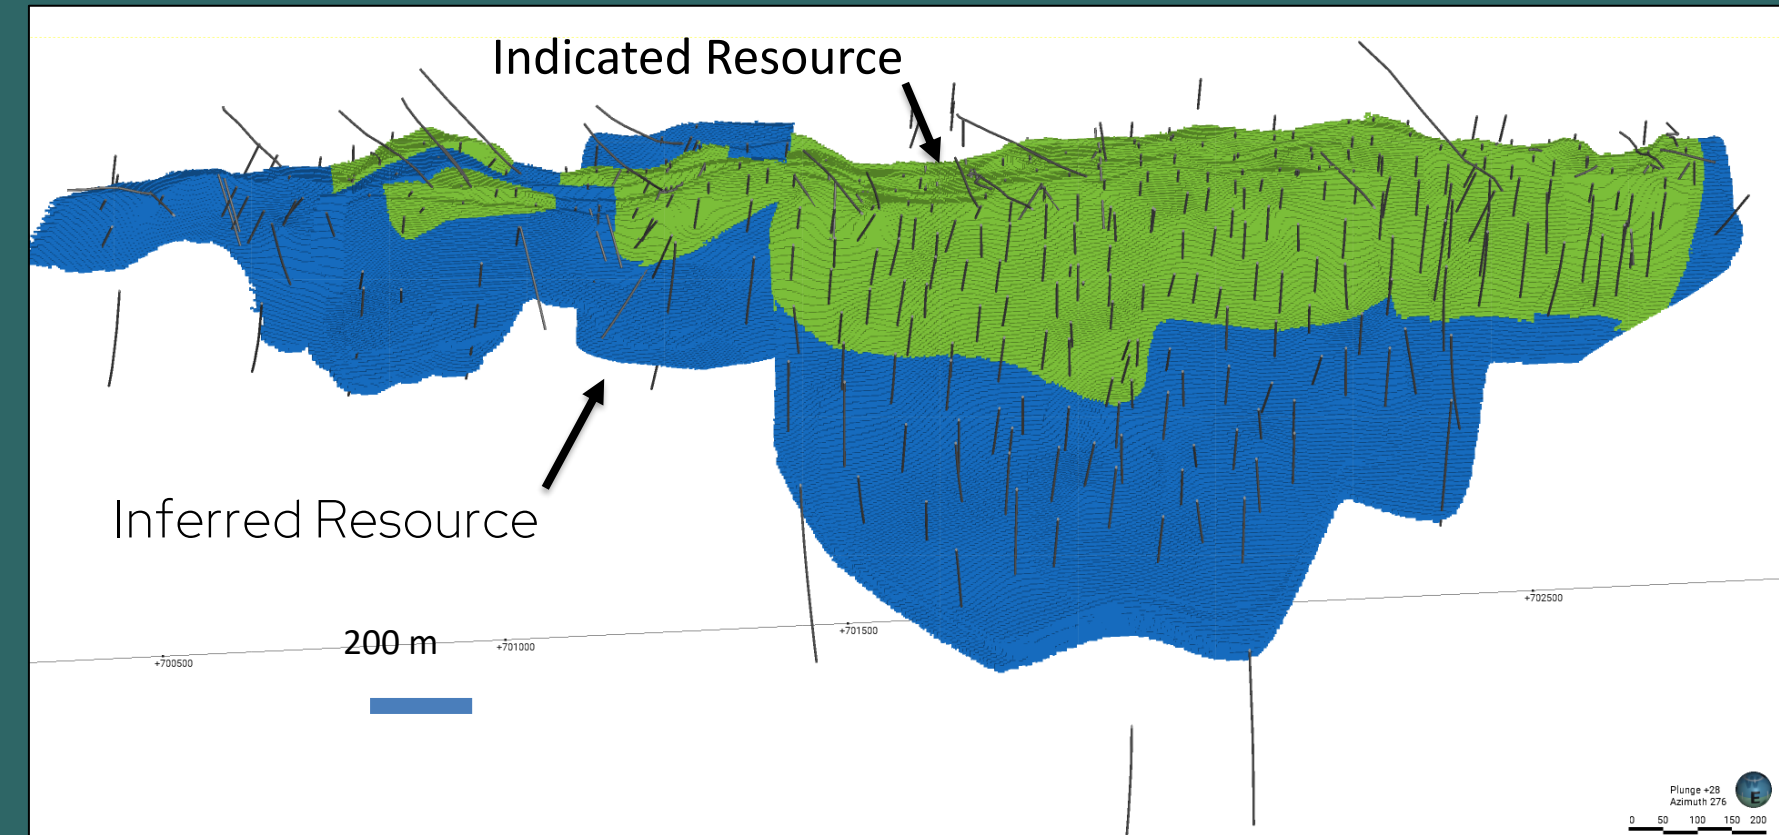 Indicated Resource
Inferred Resource
200 m
+700500
+701000
+701500
+702500
Plunge +28
Azimuth 276
E
0 50 100 150 200